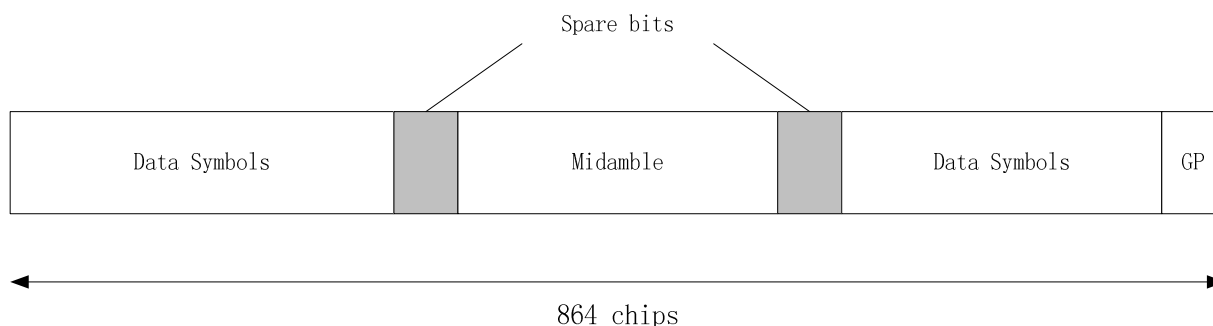 Spare bits
Data Symbols
Midamble
Data Symbols
GP
864 chips